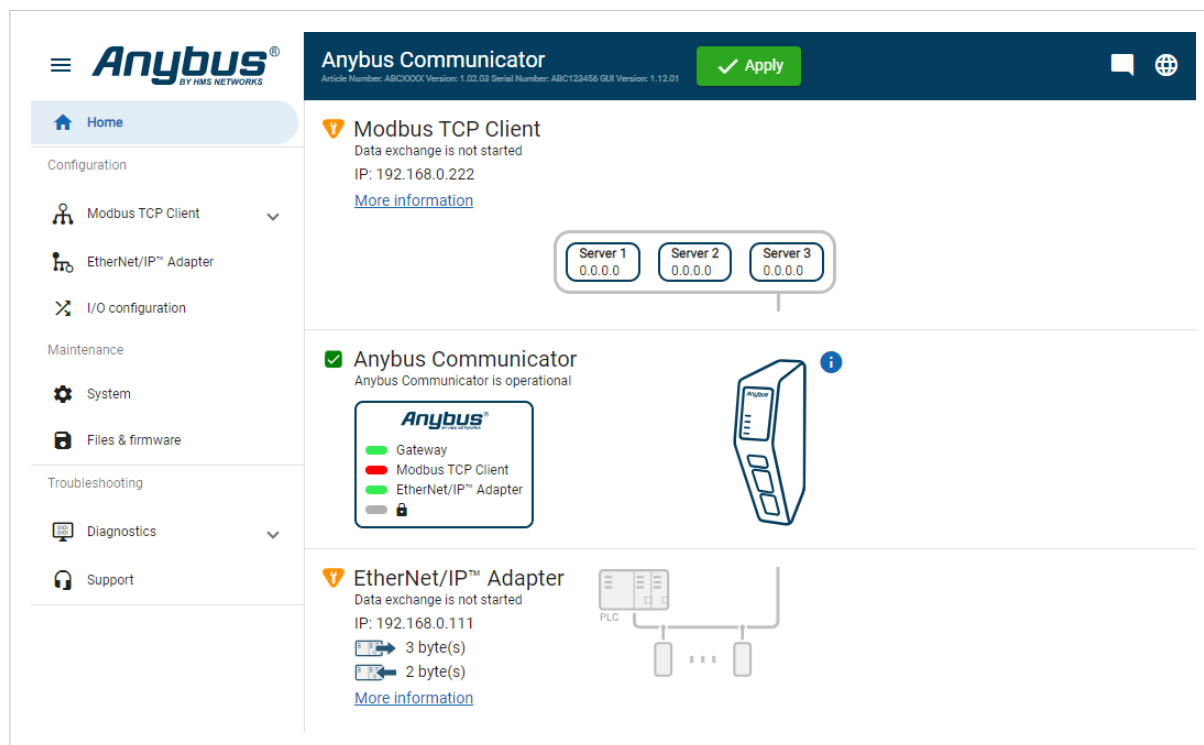 Anybus®
BY HMS NETWORKS
Home
Configuration
Modbus TCP Client
EtherNet/IP™ Adapter
I/O configuration
Maintenance
System
Files & firmware
Troubleshooting
Diagnostics
Support
Anybus Communicator
Article Number: ABCXXXX Version: 1.02.03 Serial Number: ABC123456 GUI Version: 1.12.01
Apply
Modbus TCP Client
Data exchange is not started
IP: 192.168.0.222
More information
Server 1 Server 2 Server 3
0.0.0.0 0.0.0.0 0.0.0.0
Anybus Communicator
Anybus Communicator is operational
Anybus®
BY HMS NETWORKS
Gateway
Modbus TCP Client
EtherNet/IP™ Adapter
Anybus
EtherNet/IP™ Adapter
Data exchange is not started
IP: 192.168.0.111
3 byte(s)
2 byte(s)
More information
PLC